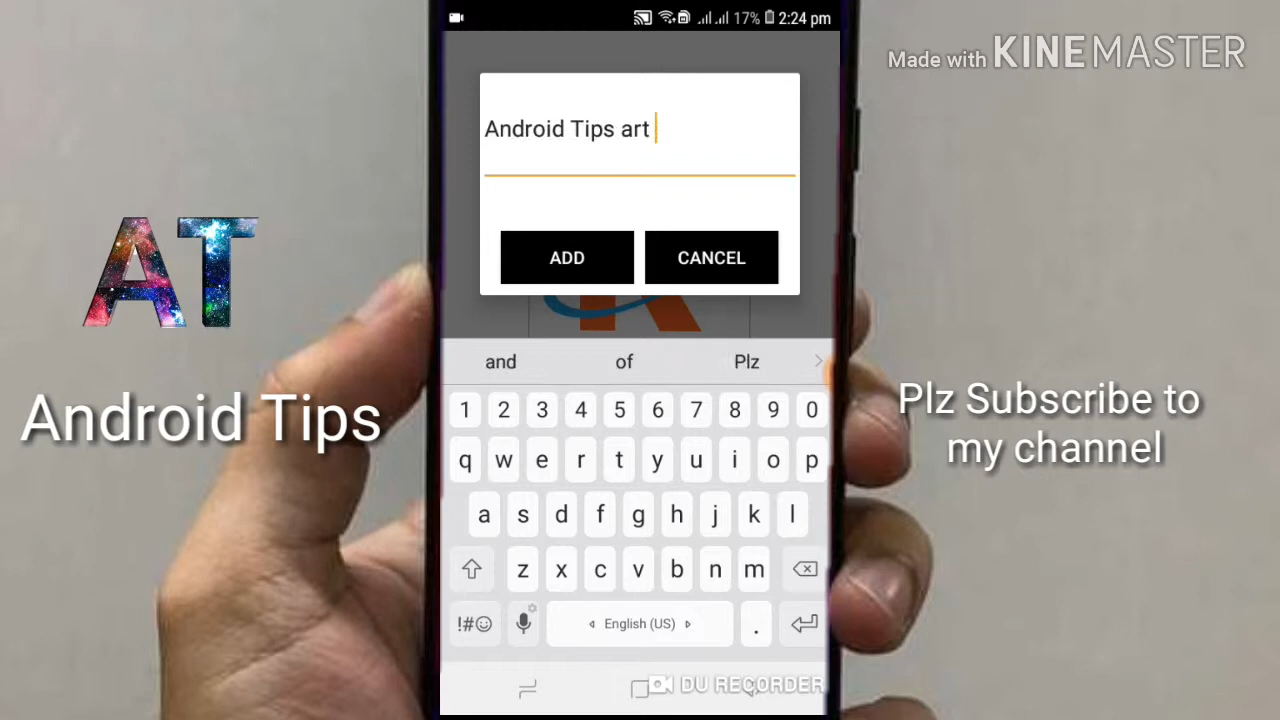 17% 2:24 pm
Made with KINEMASTER
Android Tips art
ADD CANCEL
AT
Android Tips
Plz Subscribe to
my channel
and of Plz
1 2 3 4 5 6 7 8 9 0
q w e r t y u i o p
a s d f g h j k l
z x c v b n m
!#☺ English (US) .
DU RECORDER